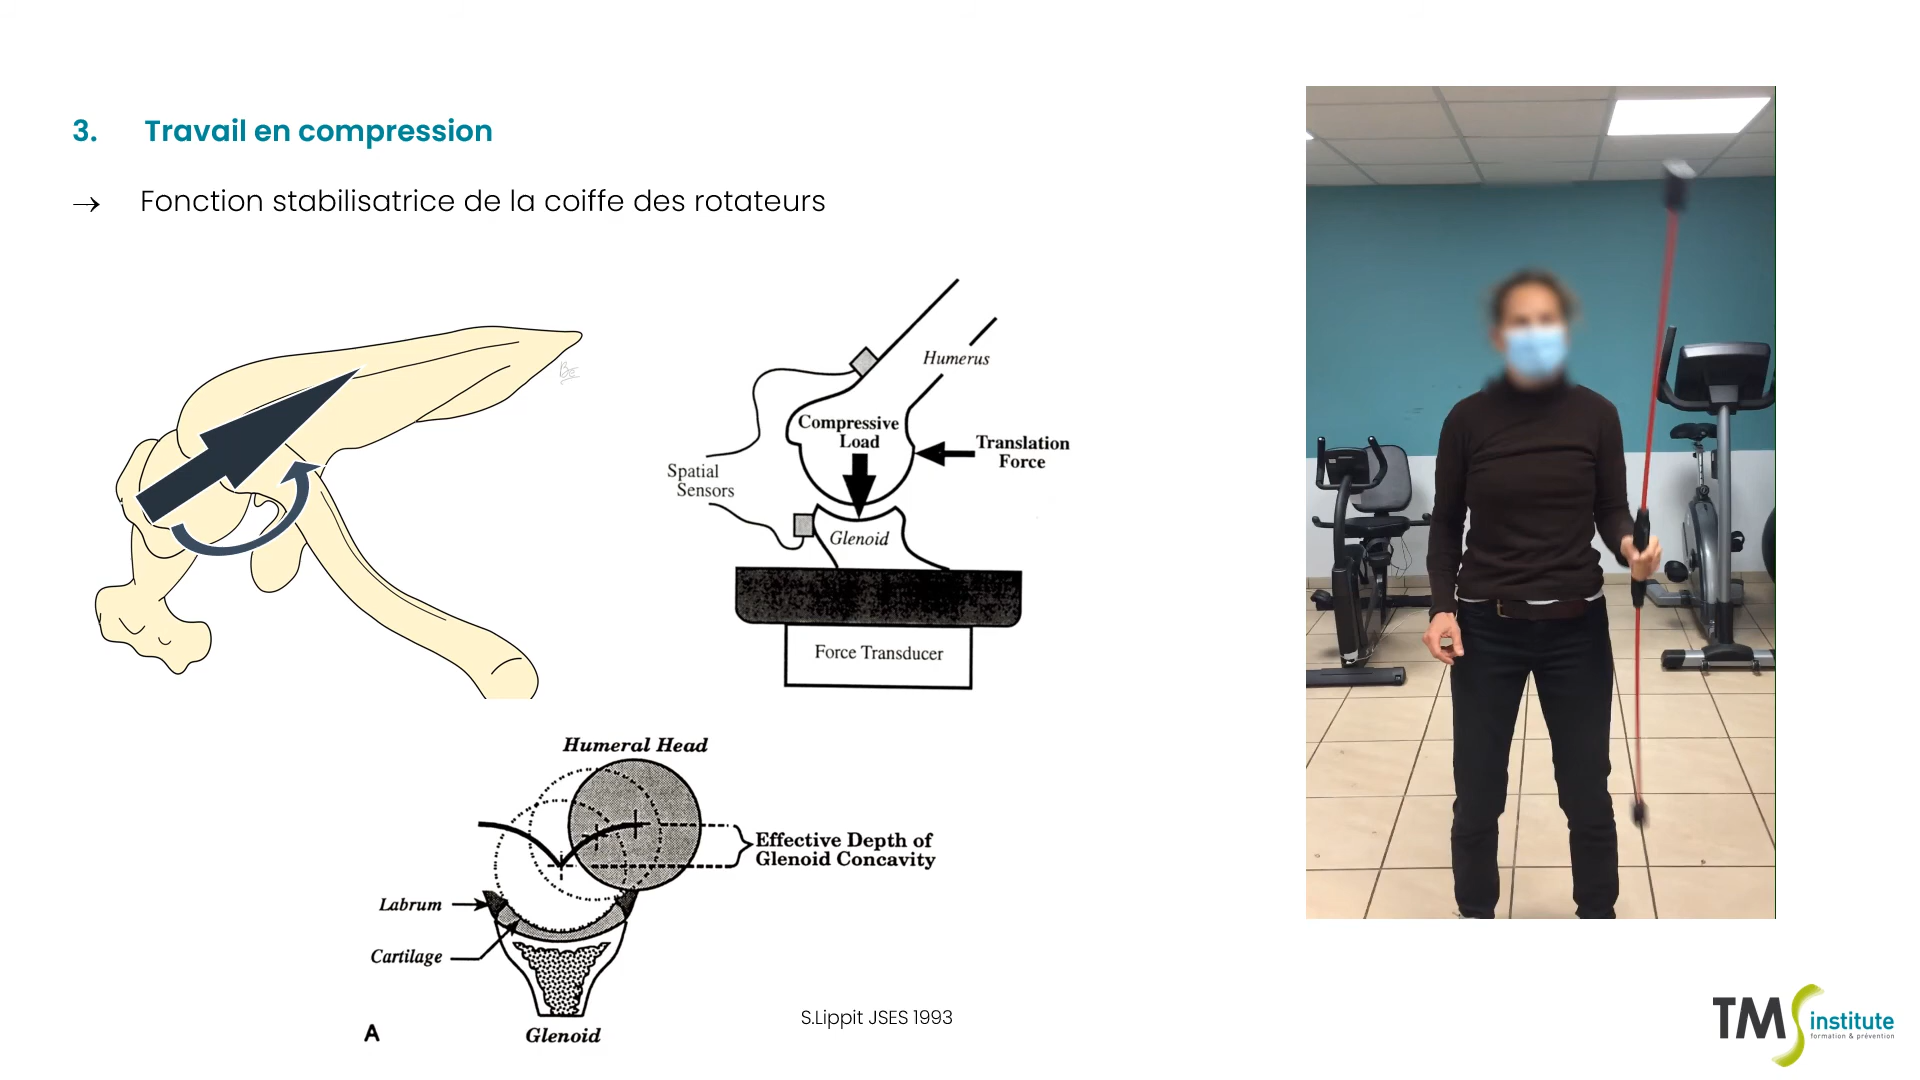 3. Travail en compression
→ Fonction stabilisatrice de la coiffe des rotateurs
Humerus
Compressive
Load
Translation
Force
Spatial
Sensors
Glenoid
Force Transducer
Humeral Head
Effective Depth of
Glenoid Concavity
Labrum
Cartilage
Glenoid
A
S.Lippit JSES 1993
TMS institute
formation & prévention